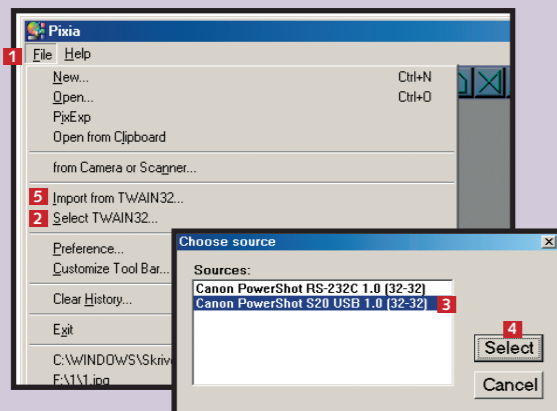 Pixia
1 File Help
New... Ctrl+N
Open... Ctrl+O
PixExp
Open from Clipboard
from Camera or Scanner...
5 Import from TWAIN32...
2 Select TWAIN32...
Preference...
Customize Tool Bar...
Clear History...
Exit
C:\WINDOWS\Skriv
F:\1\1.jpg
Choose source
Sources:
Canon PowerShot RS-232C 1.0 (32-32)
Canon PowerShot S20 USB 1.0 (32-32) 3
4
Select
Cancel